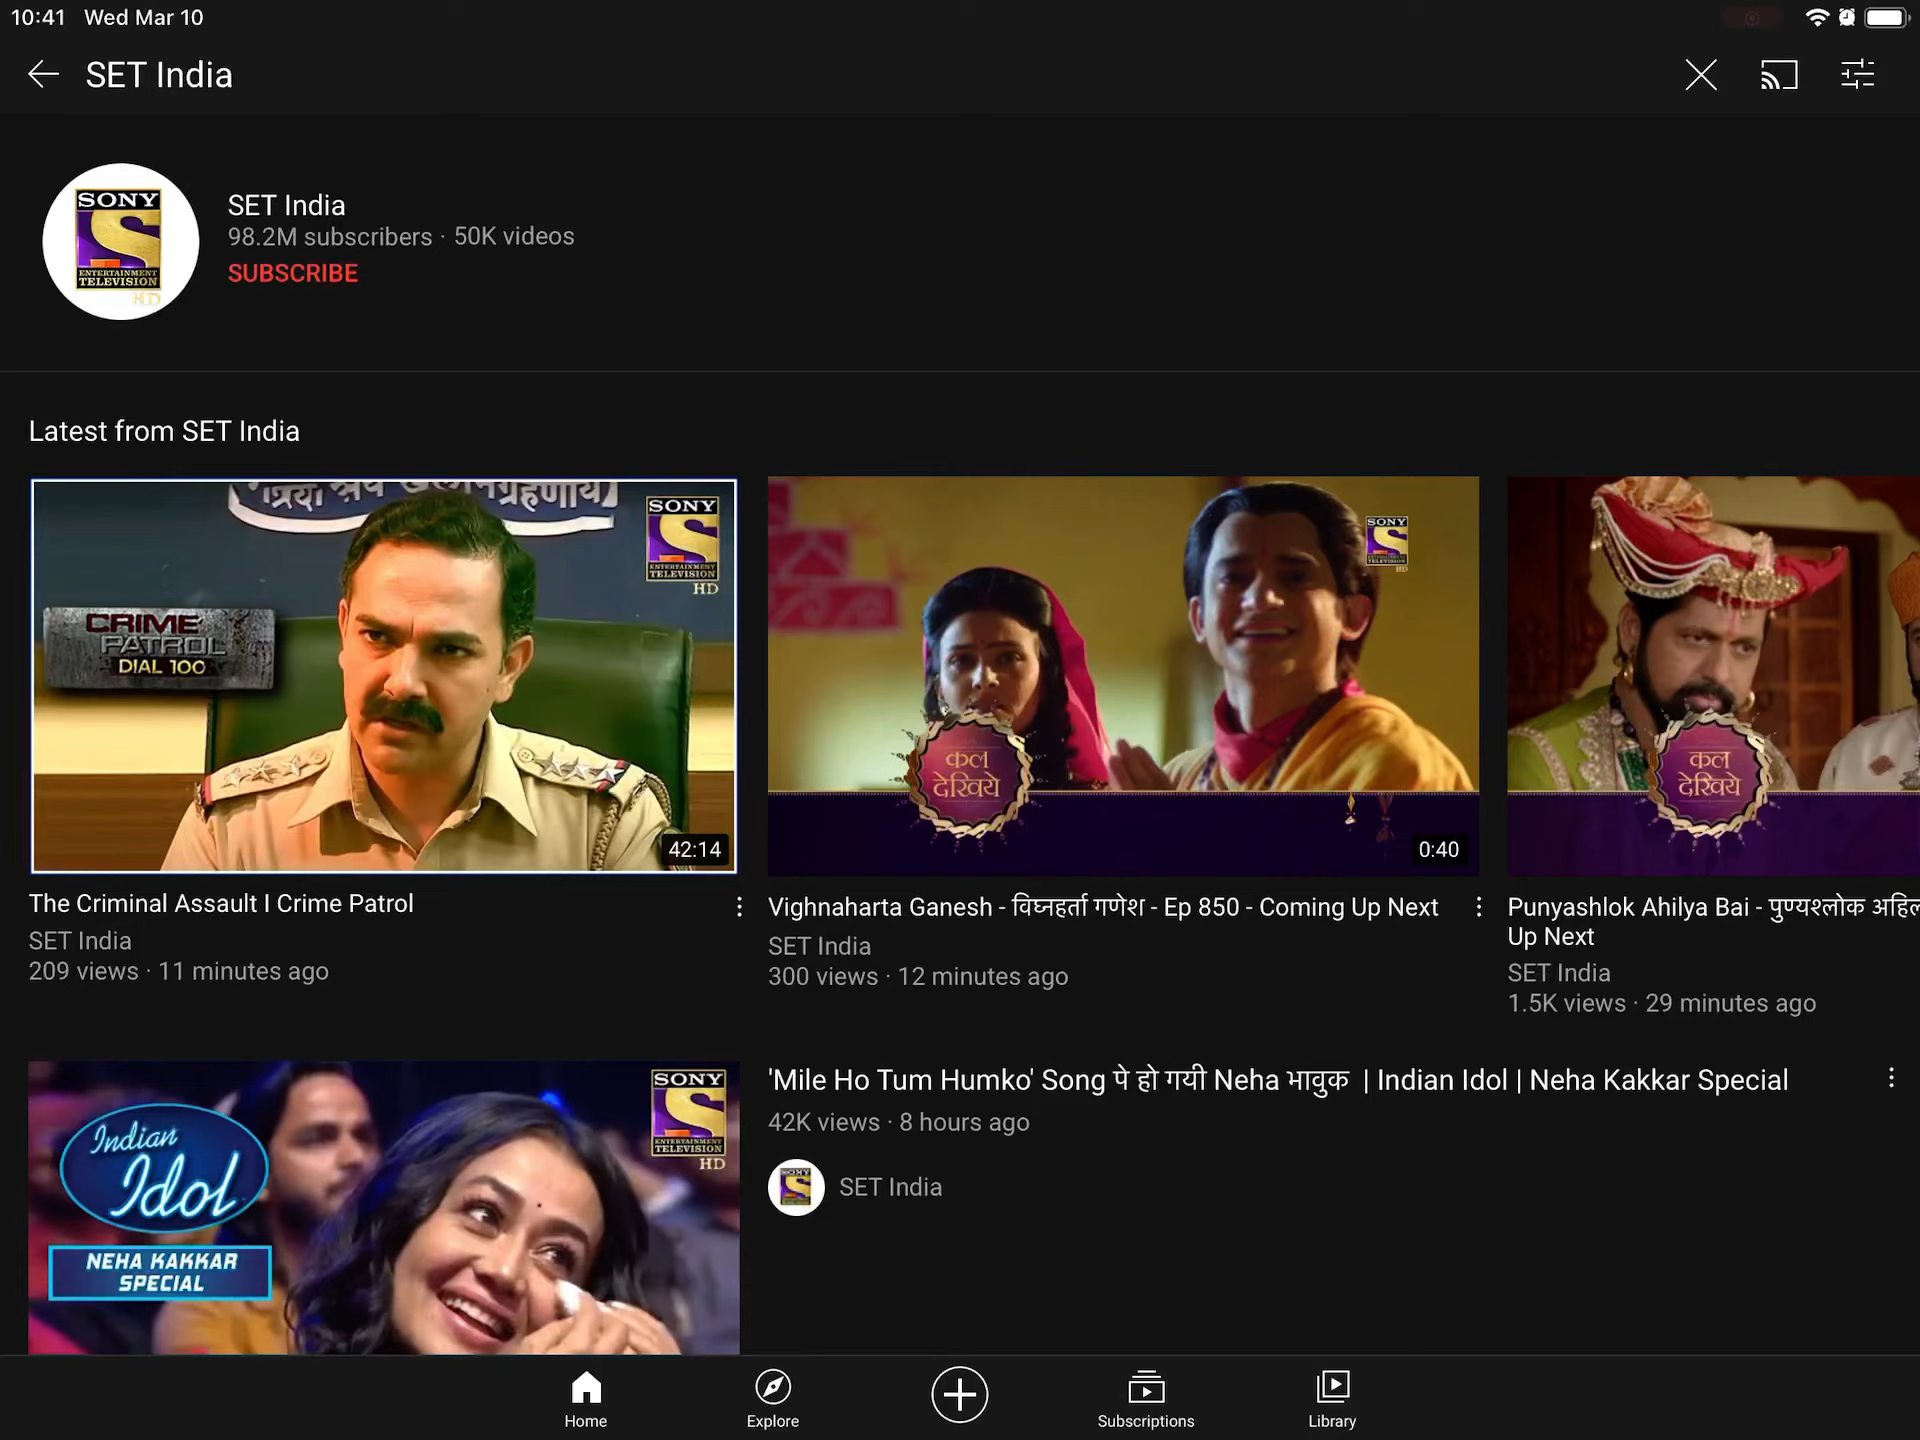 10:41 Wed Mar 10
SET India
SONY
ENTERTAINMENT
TELEVISION
HD
SET India
98.2M subscribers · 50K videos
SUBSCRIBE
Latest from SET India
SONY
ENTERTAINMENT
TELEVISION
HD
CRIME
PATROL
DIAL 100
42:14
SONY
ENTERTAINMENT
TELEVISION
HD
कल
देखिये
0:40
कल
देखिये
The Criminal Assault I Crime Patrol
SET India
209 views · 11 minutes ago
Vighnaharta Ganesh - विघ्नहर्ता गणेश - Ep 850 - Coming Up Next
SET India
300 views · 12 minutes ago
Punyashlok Ahilya Bai - पुण्यश्लोक
Up Next
SET India
1.5K views · 29 minutes ago
SONY
ENTERTAINMENT
TELEVISION
HD
Indian
Idol
NEHA KAKKAR
SPECIAL
'Mile Ho Tum Humko' Song पे हो गयी Neha भावुक | Indian Idol | Neha Kakkar Special
42K views · 8 hours ago
SONY
SET India
Home
Explore
Subscriptions
Library